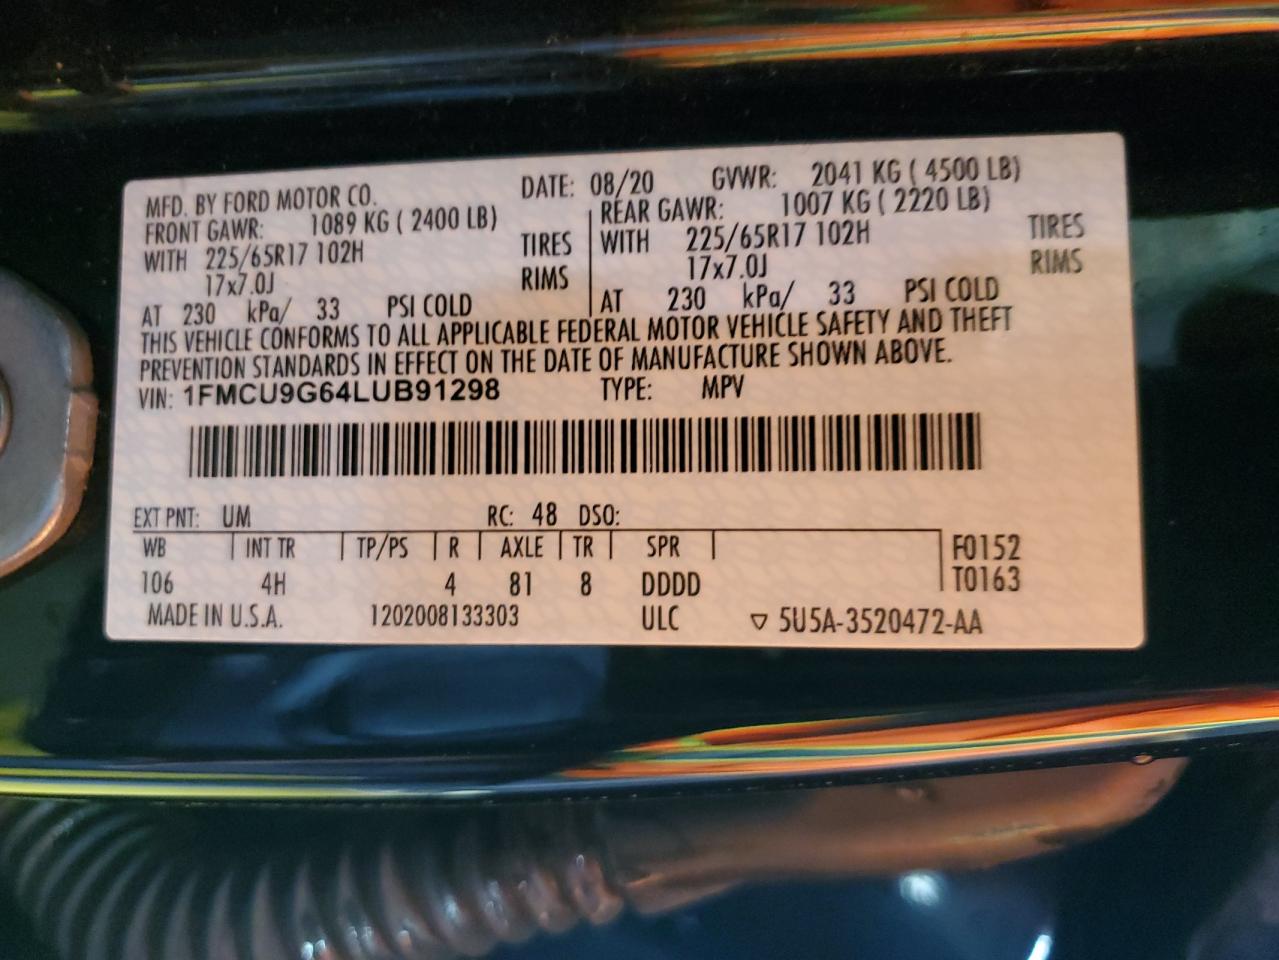 MFD. BY FORD MOTOR CO. DATE: 08/20 GVWR: 2041 KG ( 4500 LB)
FRONT GAWR: 1089 KG ( 2400 LB) REAR GAWR: 1007 KG ( 2220 LB)
WITH 225/65R17 102H TIRES WITH 225/65R17 102H TIRES
17x7.0J RIMS 17x7.0J RIMS
AT 230 kPa/ 33 PSI COLD AT 230 kPa/ 33 PSI COLD
THIS VEHICLE CONFORMS TO ALL APPLICABLE FEDERAL MOTOR VEHICLE SAFETY AND THEFT
PREVENTION STANDARDS IN EFFECT ON THE DATE OF MANUFACTURE SHOWN ABOVE.
VIN: 1FMCU9G64LUB91298 TYPE: MPV
EXT PNT: UM RC: 48 DSO:
WB INT TR TP/PS R AXLE TR SPR F0152
106 4H 4 81 8 DDDD T0163
MADE IN U.S.A. 1202008133303 ULC ▽ 5U5A-3520472-AA